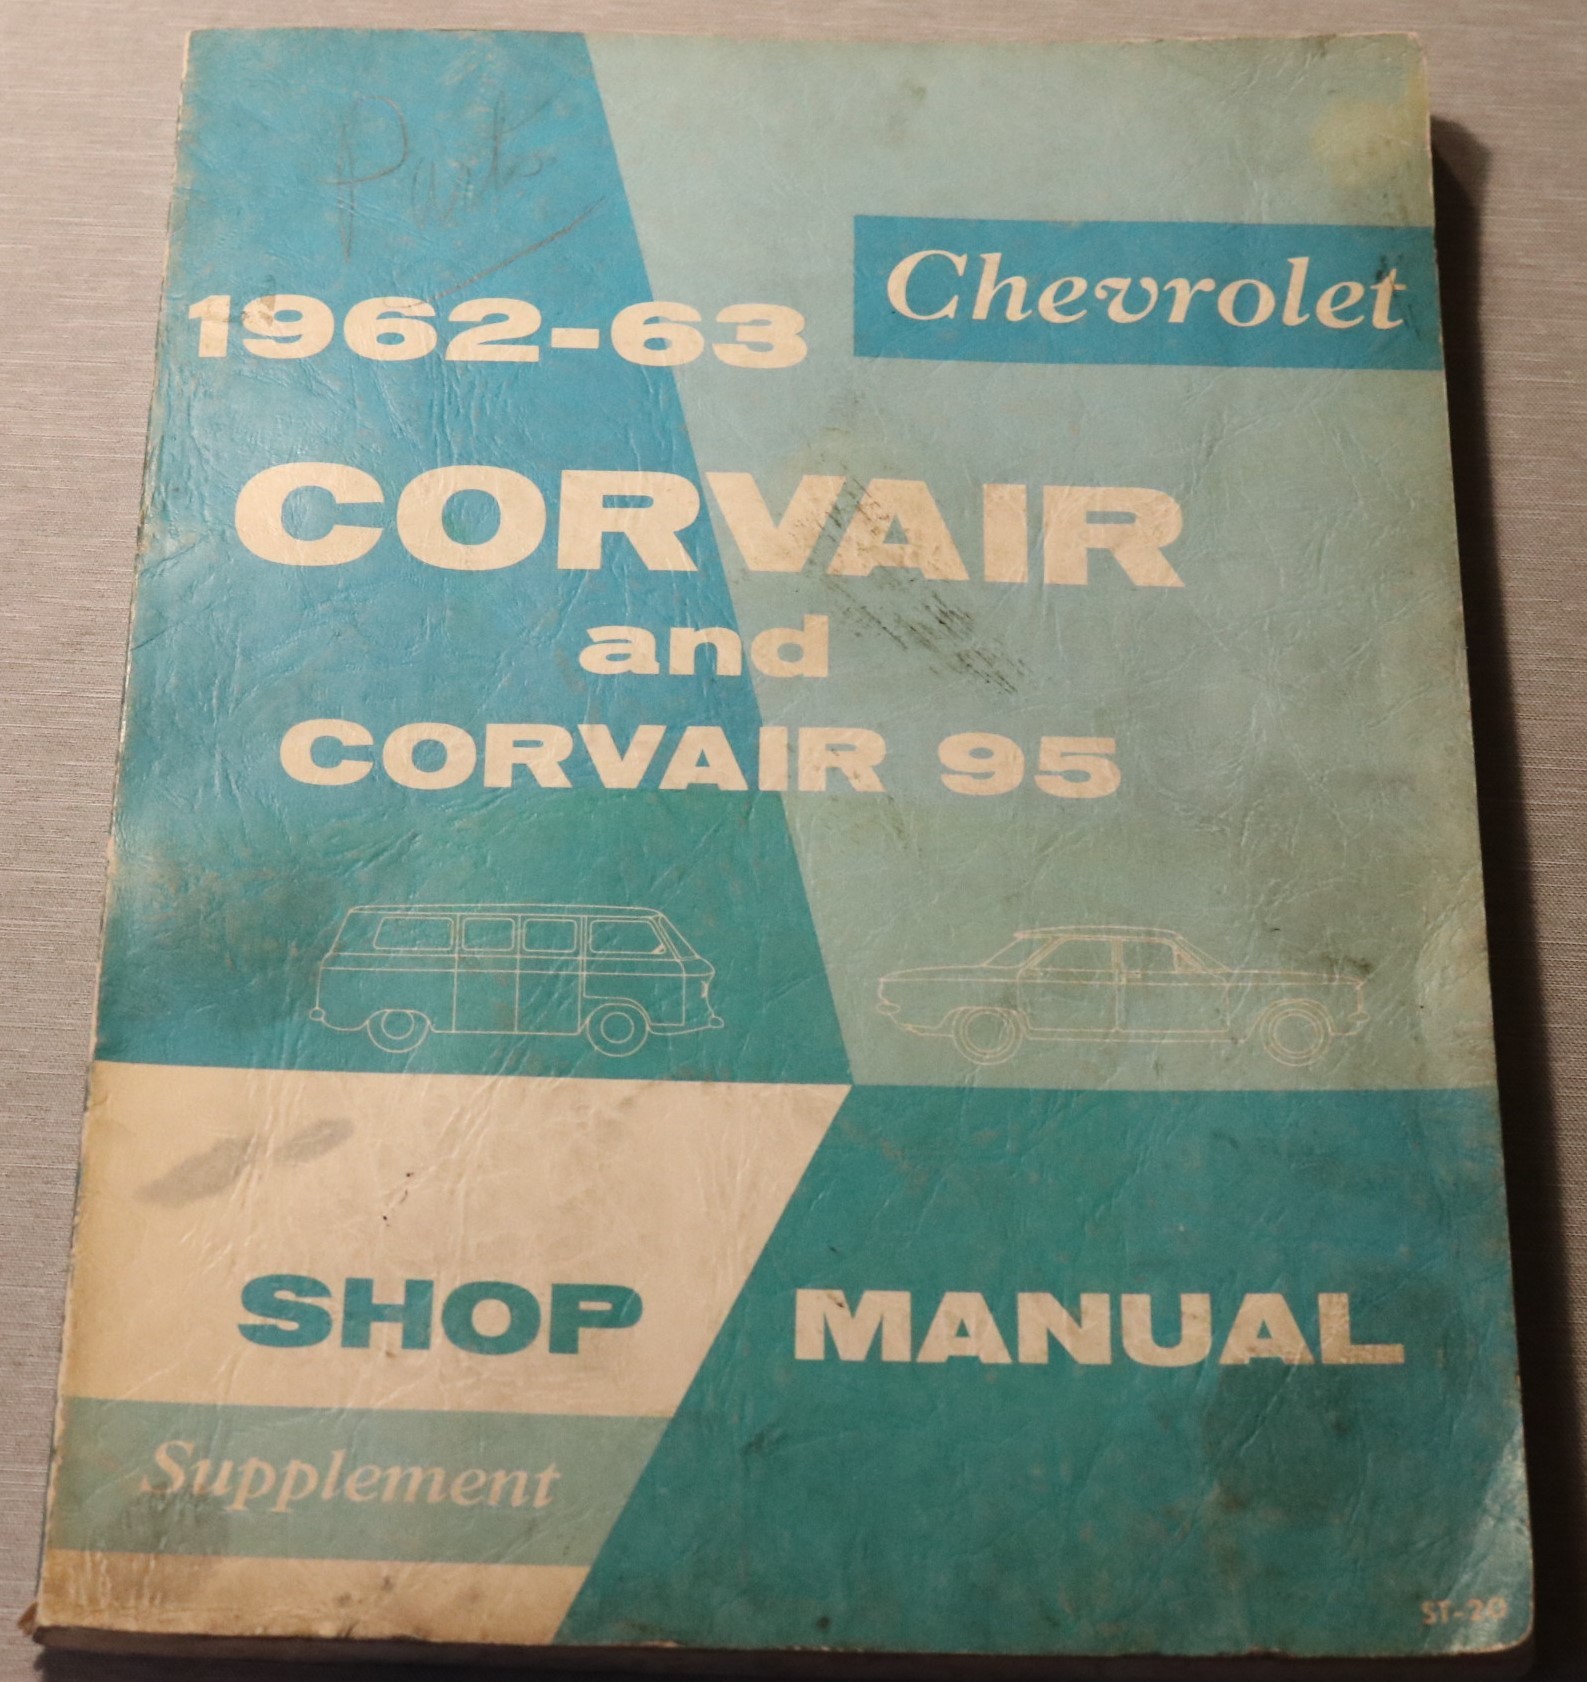 Parts
Chevrolet
1962-63
CORVAIR
and
CORVAIR 95
SHOP MANUAL
Supplement
ST-20